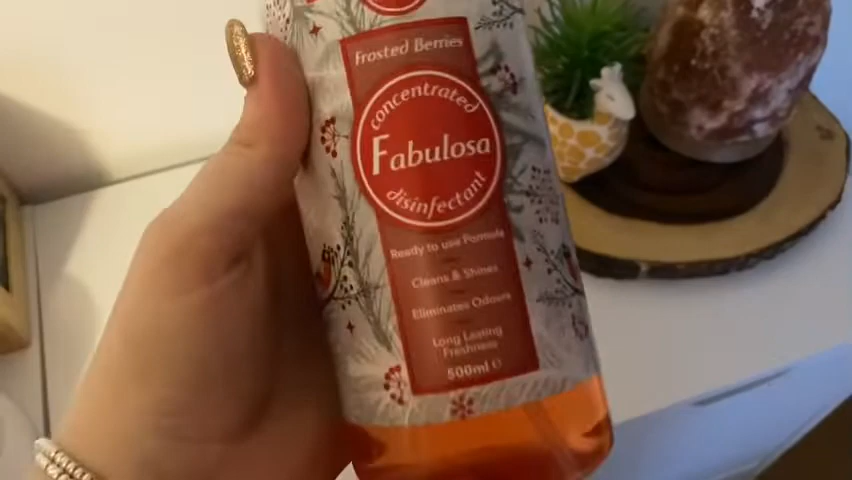 Frosted Berries
concentrated
Fabulosa
disinfectant
Ready to use Formula
Cleans & Shines
Eliminates Odours
Long Lasting
Freshness
500ml e